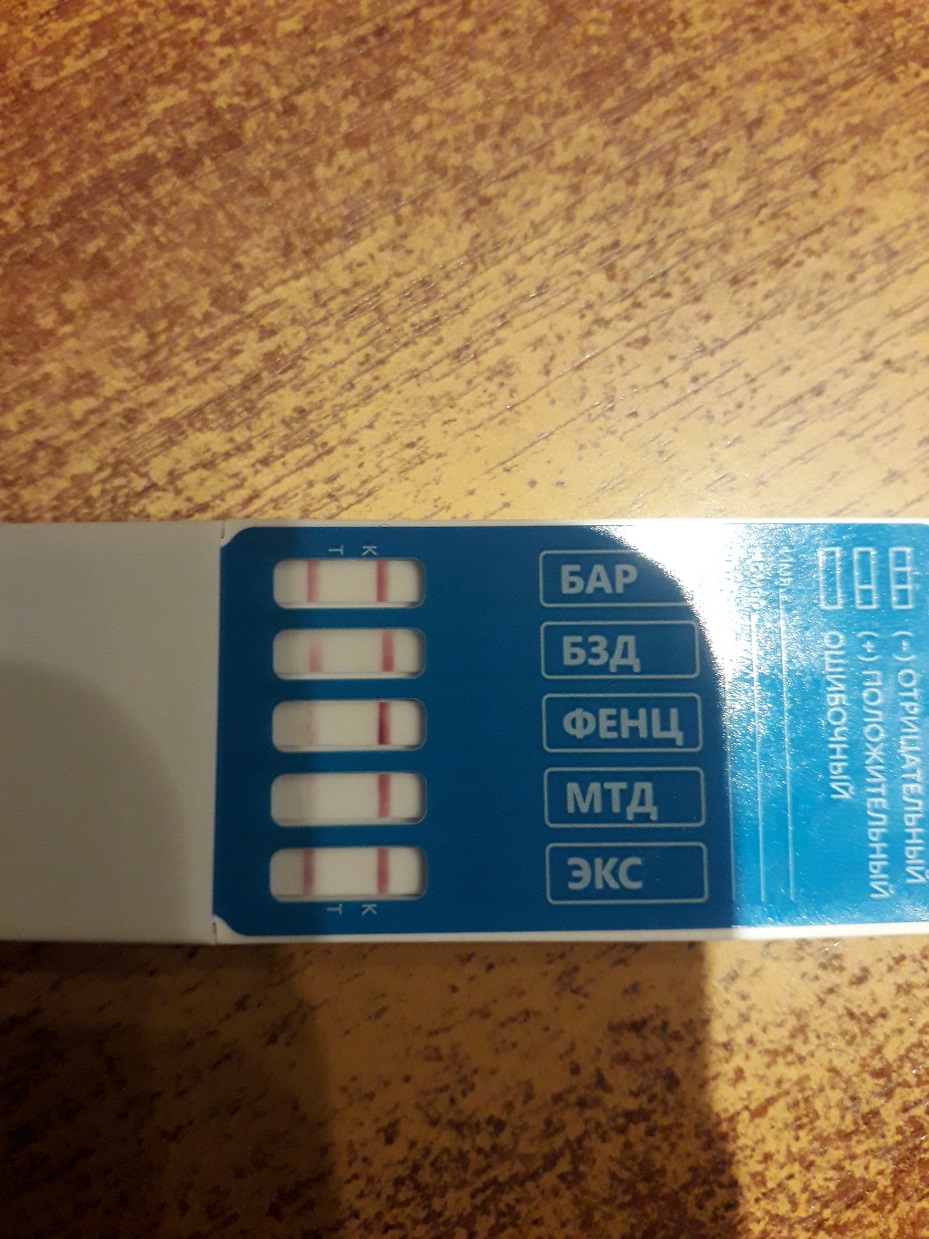 К
Т
БАР
БЗД
ФЕНЦ
МТД
ЭКС
К
Т
(-) ОТРИЦАТЕЛЬНЫЙ
(+) ПОЛОЖИТЕЛЬНЫЙ
ОШИБОЧНЫЙ